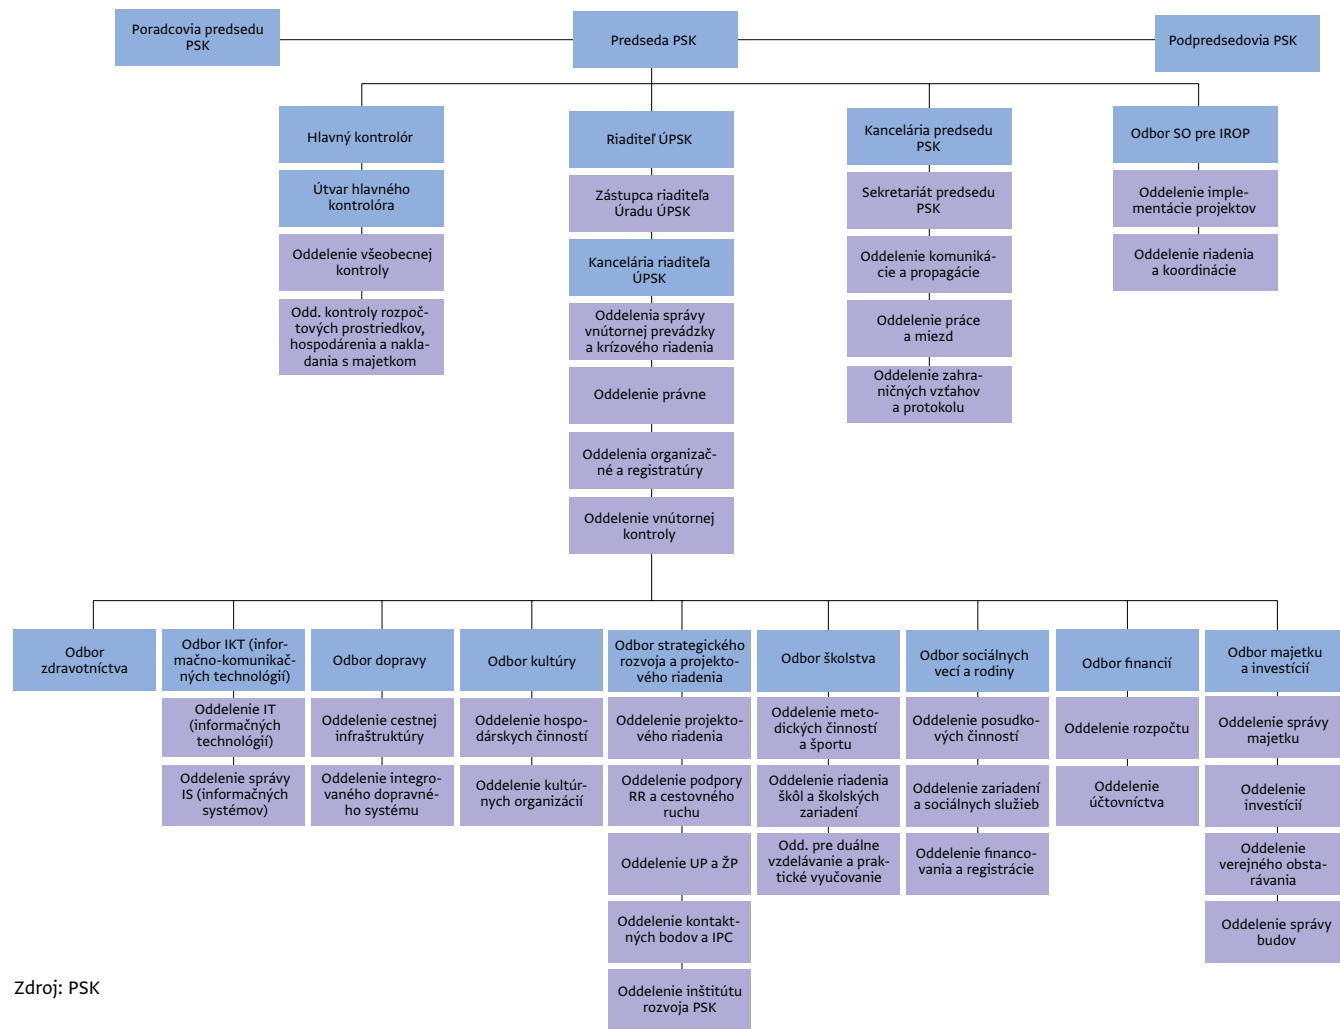 Poradcovia predsedu
PSK
Predseda PSK
Podpredsedovia PSK
Hlavný kontrolór
Útvar hlavného
kontrolóra
Oddelenie všeobecnej
kontroly
Odd. kontroly rozpoč-
tových prostriedkov,
hospodárenia a nakla-
dania s majetkom
Riaditeľ ÚPSK
Zástupca riaditeľa
Úradu ÚPSK
Kancelária riaditeľa
ÚPSK
Oddelenia správy
vnútornej prevádzky
a krízového riadenia
Oddelenie právne
Oddelenia organizač-
né a registratúry
Oddelenie vnútornej
kontroly
Kancelária predsedu
PSK
Sekretariát predsedu
PSK
Oddelenie komuniká-
cie a propagácie
Oddelenie práce
a miezd
Oddelenie zahra-
ničných vzťahov
a protokolu
Odbor SO pre IROP
Oddelenie imple-
mentácie projektov
Oddelenie riadenia
a koordinácie
Odbor
zdravotníctva
Odbor IKT (infor-
mačno-komunikač-
ných technológií)
Oddelenie IT
(informačných
technológií)
Oddelenie správy
IS (informačných
systémov)
Odbor dopravy
Oddelenie cestnej
infraštruktúry
Oddelenie integro-
vaného dopravné-
ho systému
Odbor kultúry
Oddelenie hospo-
dárskych činností
Oddelenie kultúr-
nych organizácií
Odbor strategického
rozvoja a projekto-
vého riadenia
Oddelenie projekto-
vého riadenia
Oddelenie podpory
RR a cestovného
ruchu
Oddelenie UP a ŽP
Oddelenie kontakt-
ných bodov a IPC
Oddelenie inštitútu
rozvoja PSK
Odbor školstva
Oddelenie meto-
dických činností
a športu
Oddelenie riadenia
škôl a školských
zariadení
Odd. pre duálne
vzdelávanie a prak-
tické vyučovanie
Odbor sociálnych
vecí a rodiny
Oddelenie posudko-
vých činností
Oddelenie zariadení
a sociálnych služieb
Oddelenie financo-
vania a registrácie
Odbor financií
Oddelenie rozpočtu
Oddelenie
účtovníctva
Odbor majetku
a investícií
Oddelenie správy
majetku
Oddelenie
investícií
Oddelenie
verejného obsta-
rávania
Oddelenie správy
budov
Zdroj: PSK